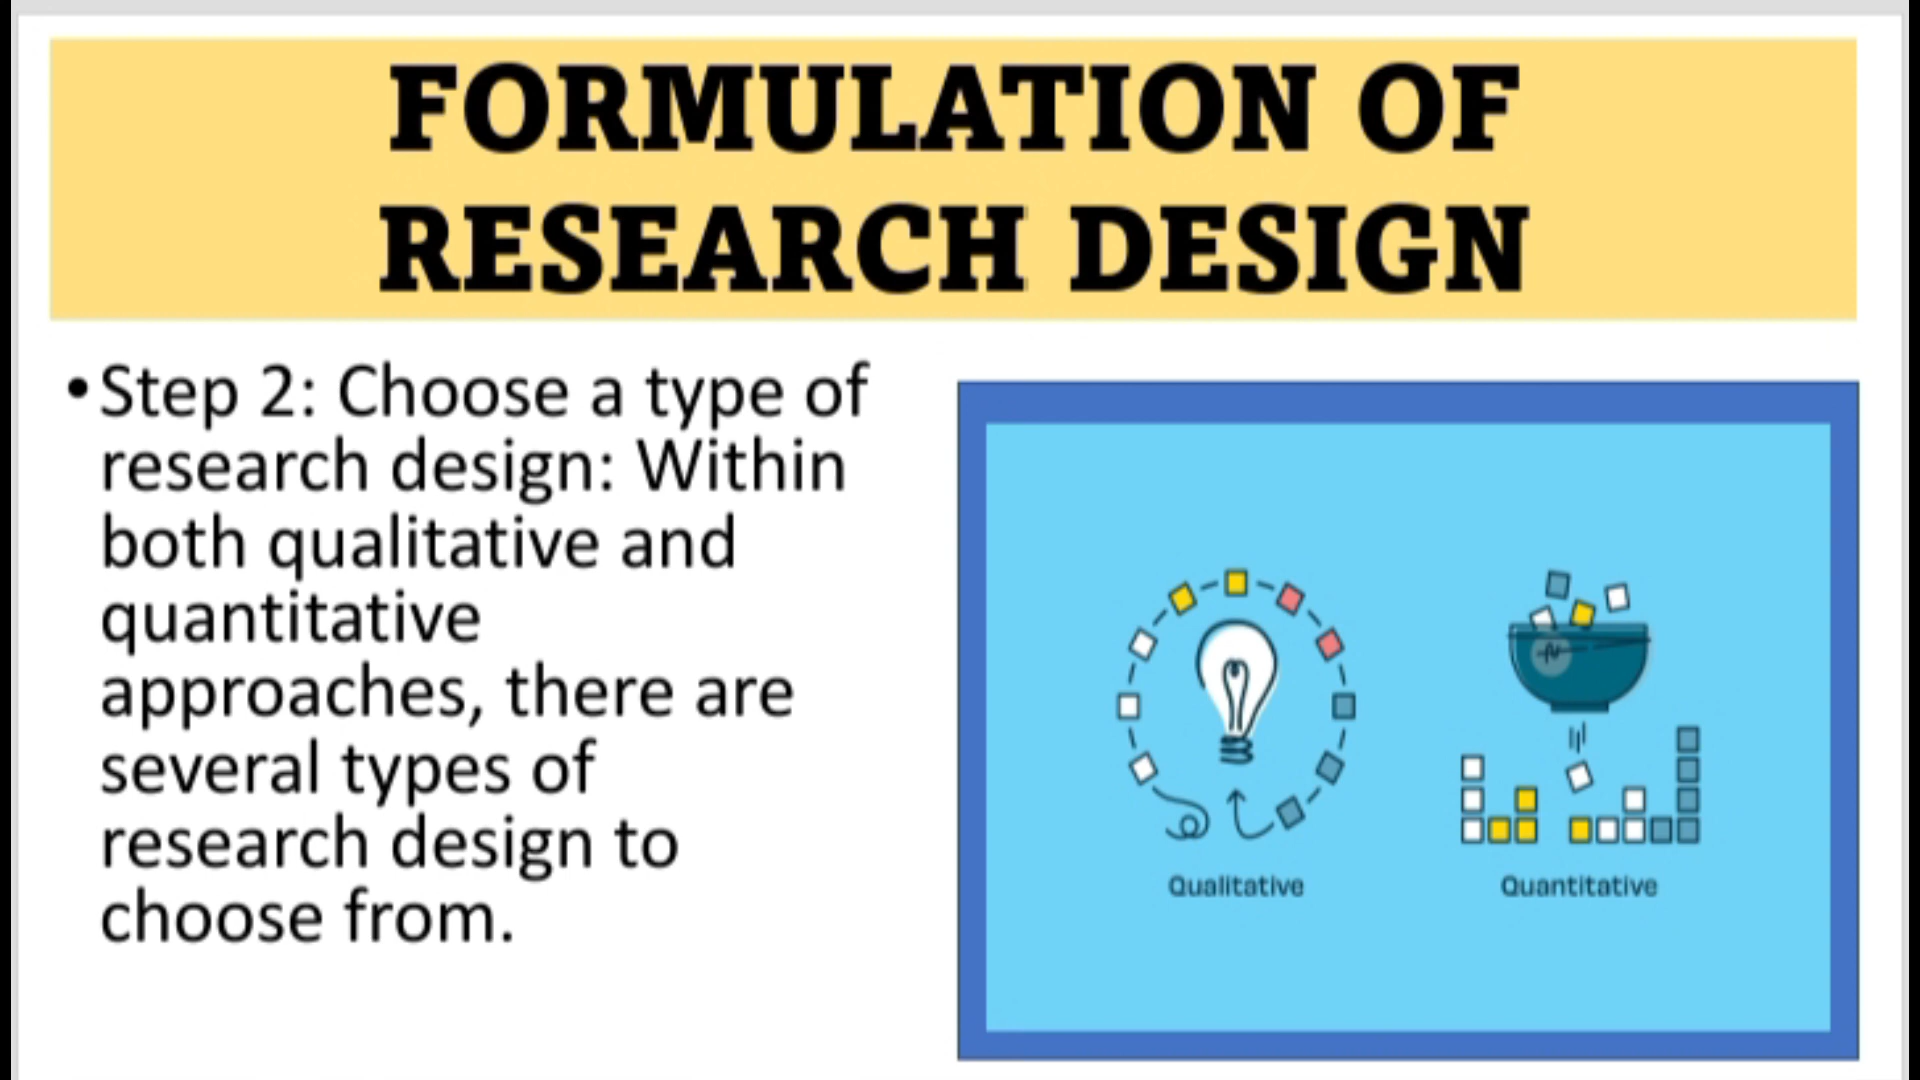 FORMULATION OF
RESEARCH DESIGN
•Step 2: Choose a type of
research design: Within
both qualitative and
quantitative
approaches, there are
several types of
research design to
choose from.
Qualitative
Quantitative